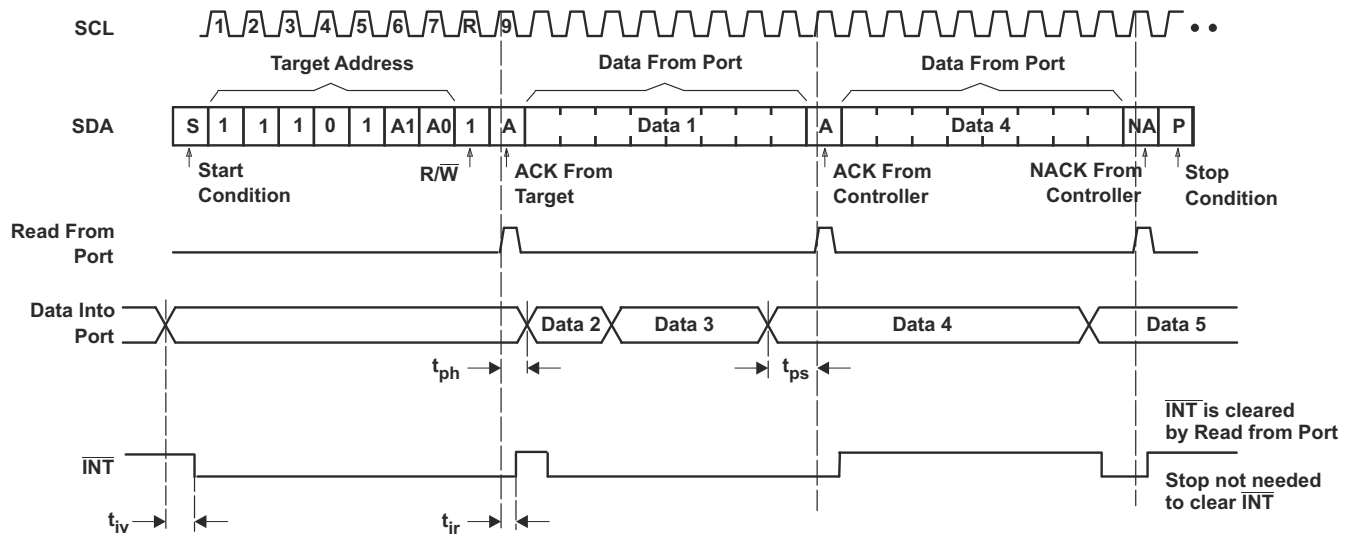 SCL 1 2 3 4 5 6 7 R 9
Target Address Data From Port Data From Port
SDA S 1 1 1 0 1 A1 A0 1 A Data 1 A Data 4 NA P
Start Condition
R/W
ACK From Target
ACK From Controller
NACK From Controller
Stop Condition
Read From Port
Data Into Port
Data 2 Data 3 Data 4 Data 5
tph tps
INT is cleared
by Read from Port
INT
Stop not needed
to clear INT
tiv tir